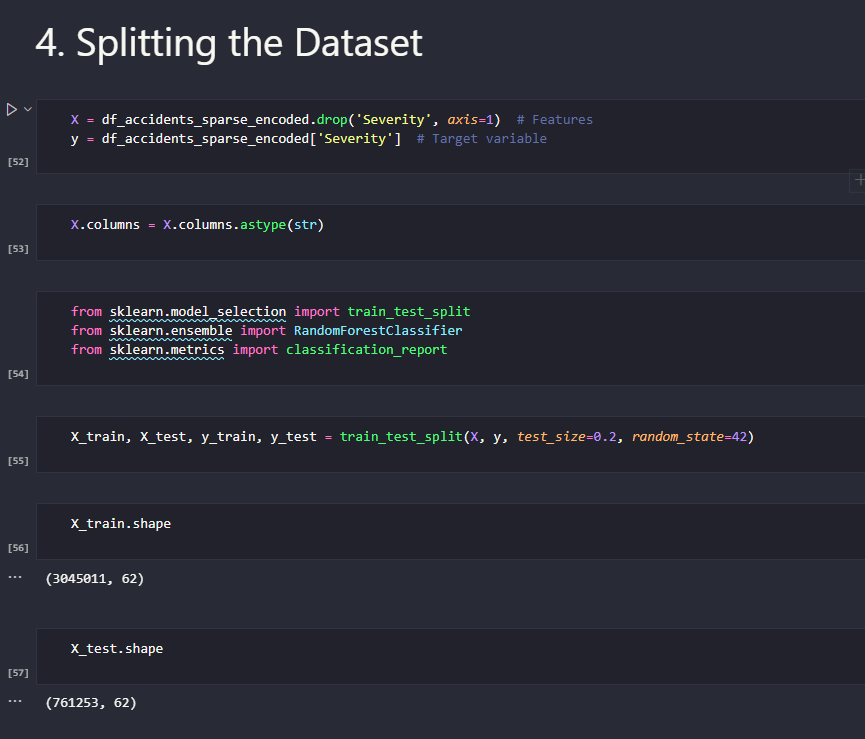 4. Splitting the Dataset
X = df_accidents_sparse_encoded.drop('Severity', axis=1)  # Features
y = df_accidents_sparse_encoded['Severity']  # Target variable
[52]
X.columns = X.columns.astype(str)
[53]
from sklearn.model_selection import train_test_split
from sklearn.ensemble import RandomForestClassifier
from sklearn.metrics import classification_report
[54]
X_train, X_test, y_train, y_test = train_test_split(X, y, test_size=0.2, random_state=42)
[55]
X_train.shape
[56]
... (3045011, 62)
X_test.shape
[57]
... (761253, 62)